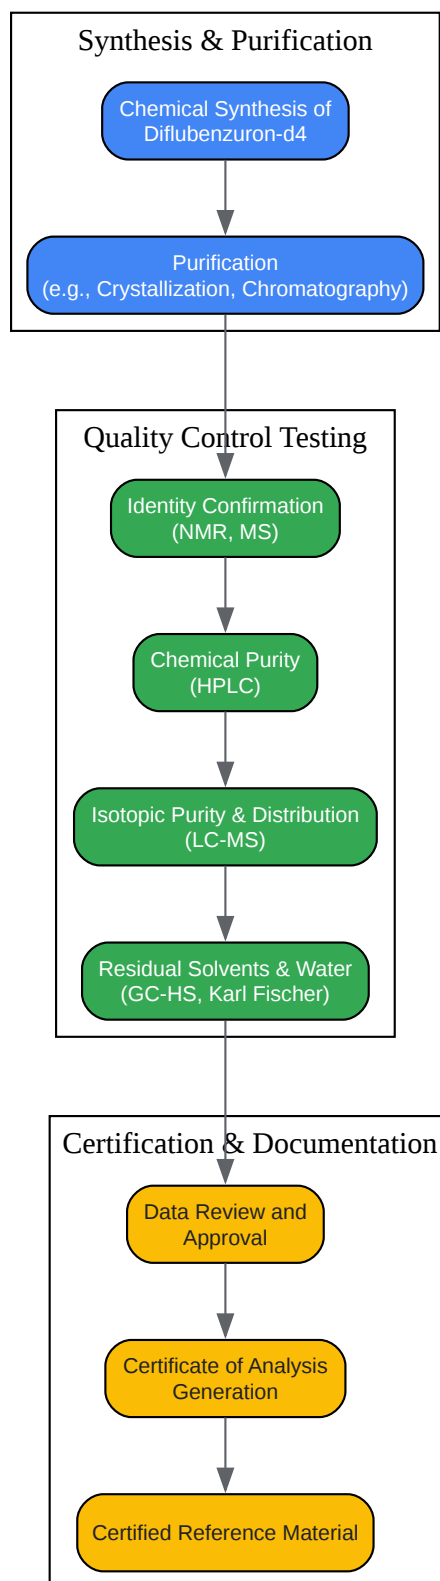 Synthesis & Purification
Chemical Synthesis of
Diflubenzuron-d4
Purification
(e.g., Crystallization, Chromatography)
Quality Control Testing
Identity Confirmation
(NMR, MS)
Chemical Purity
(HPLC)
Isotopic Purity & Distribution
(LC-MS)
Residual Solvents & Water
(GC-HS, Karl Fischer)
Certification & Documentation
Data Review and
Approval
Certificate of Analysis
Generation
Certified Reference Material